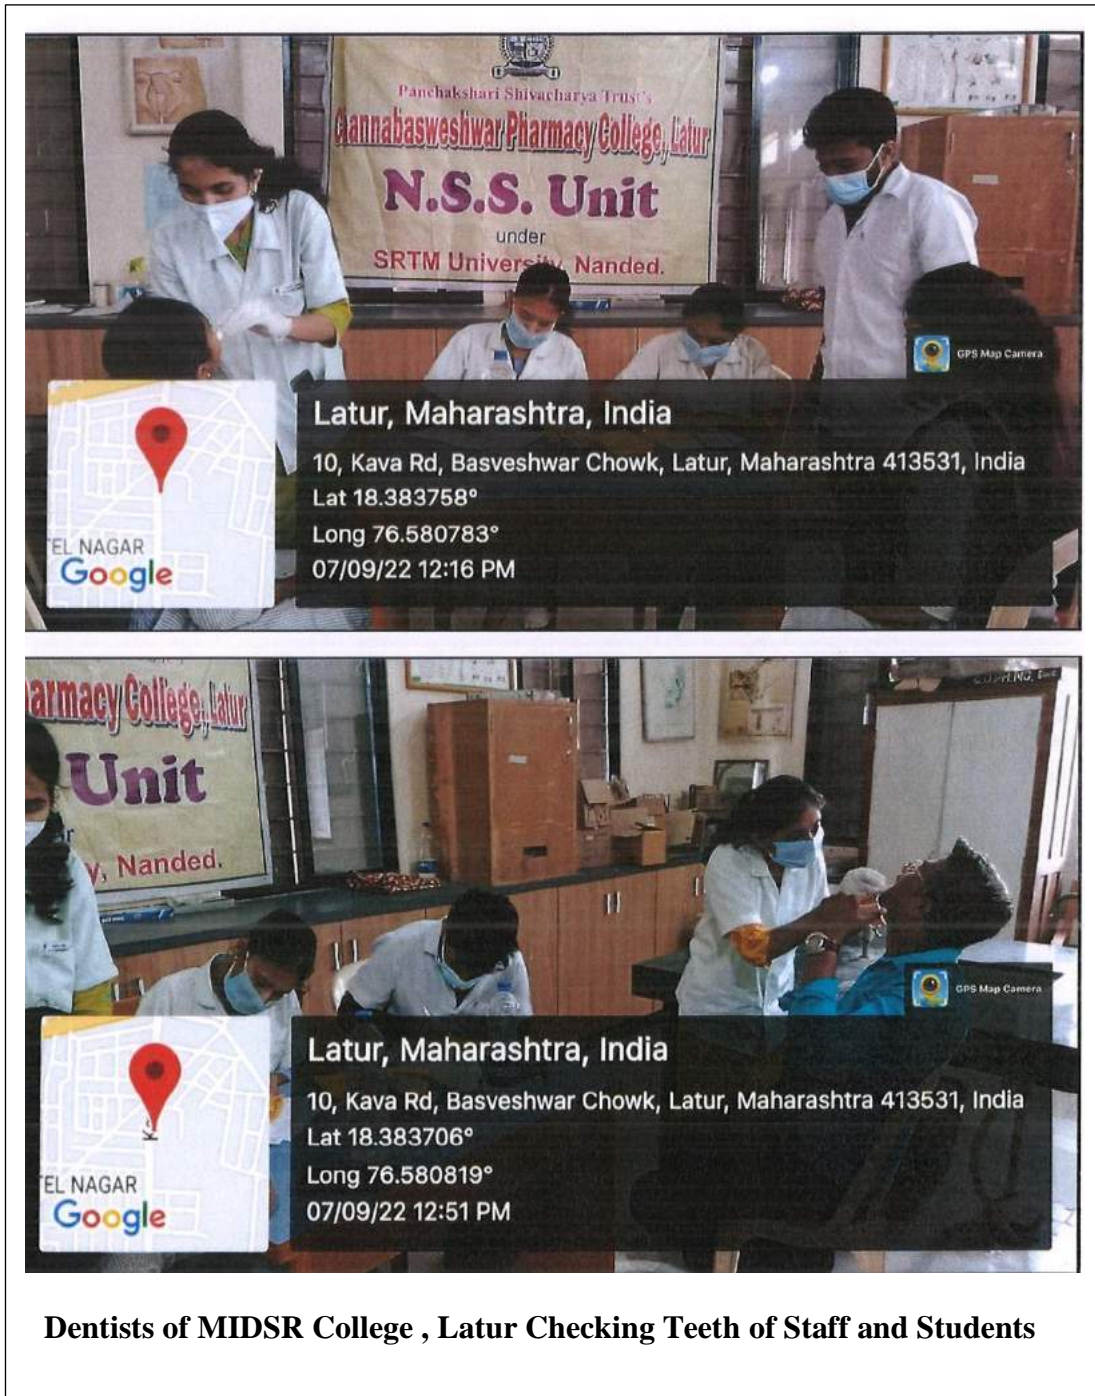 Panchakshari Shivacharya Trust's
Channabasweshwar Pharmacy College, Latur
N.S.S. Unit
under
SRTM University, Nanded.
GPS Map Camera
Latur, Maharashtra, India
10, Kava Rd, Basveshwar Chowk, Latur, Maharashtra 413531, India
Lat 18.383758°
Long 76.580783°
07/09/22 12:16 PM
TEL NAGAR
Google
armacy College, Latur
Unit
y, Nanded.
GPS Map Camera
Latur, Maharashtra, India
10, Kava Rd, Basveshwar Chowk, Latur, Maharashtra 413531, India
Lat 18.383706°
Long 76.580819°
07/09/22 12:51 PM
TEL NAGAR
Google
Dentists of MIDSR College , Latur Checking Teeth of Staff and Students